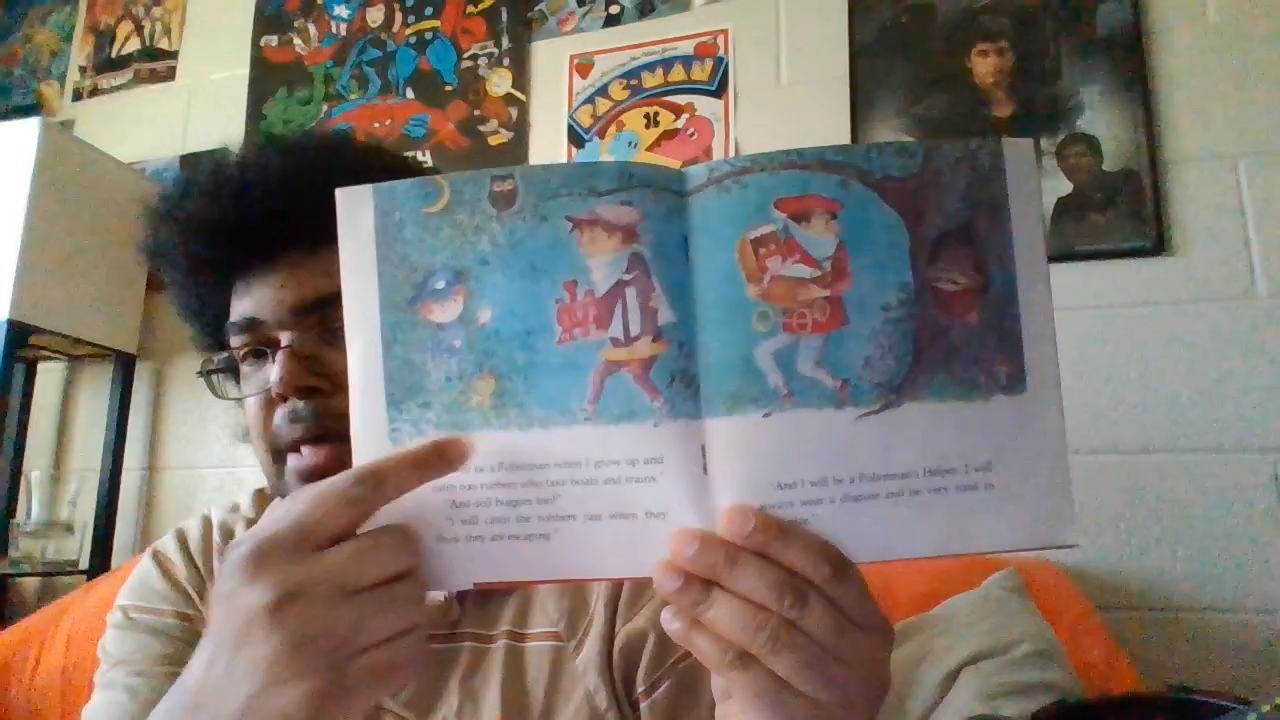 PAC-MAN
be a Policeman when I grow up and
robbers who take boats and trains."
"And doll buggies too?"
"I will catch the robbers just when they
think they are escaping."
"And I will be a Policeman's Helper. I will
always wear a disguise and be very hard to